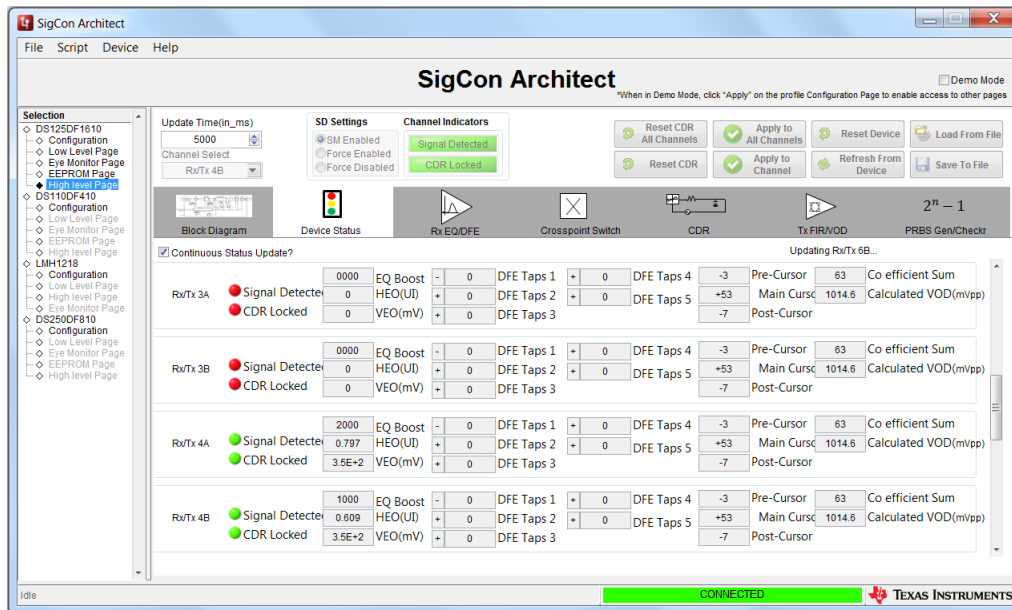 SigCon Architect
File Script Device Help
SigCon Architect
Demo Mode
*When in Demo Mode, click "Apply" on the profile Configuration Page to enable access to other pages
Selection
DS125DF1610
Configuration
Low Level Page
Eye Monitor Page
EEPROM Page
High level Page
DS110DF410
Configuration
Low Level Page
Eye Monitor Page
EEPROM Page
High level Page
LMH1218
Configuration
Low Level Page
High level Page
Eye Monitor Page
DS250DF810
Configuration
Low Level Page
Eye Monitor Page
EEPROM Page
High level Page
Update Time(in_ms)
5000
Channel Select
Rx/Tx 4B
SD Settings
SM Enabled
Force Enabled
Force Disabled
Channel Indicators
Signal Detected
CDR Locked
Reset CDR All Channels
Apply to All Channels
Reset Device
Load From File
Reset CDR
Apply to Channel
Refresh From Device
Save To File
Block Diagram
Device Status
Rx EQ/DFE
Crosspoint Switch
CDR
Tx FIR/VOD
2ⁿ − 1
PRBS Gen/Checkr
Continuous Status Update?
Updating Rx/Tx 6B...
0000 EQ Boost - 0 DFE Taps 1 + 0 DFE Taps 4 -3 Pre-Cursor 63 Co efficient Sum
Rx/Tx 3A Signal Detecte 0 HEO(UI) + 0 DFE Taps 2 + 0 DFE Taps 5 +53 Main Curso 1014.6 Calculated VOD(mVpp)
CDR Locked 0 VEO(mV) + 0 DFE Taps 3 -7 Post-Cursor
0000 EQ Boost - 0 DFE Taps 1 + 0 DFE Taps 4 -3 Pre-Cursor 63 Co efficient Sum
Rx/Tx 3B Signal Detecte 0 HEO(UI) + 0 DFE Taps 2 + 0 DFE Taps 5 +53 Main Curso 1014.6 Calculated VOD(mVpp)
CDR Locked 0 VEO(mV) + 0 DFE Taps 3 -7 Post-Cursor
2000 EQ Boost - 0 DFE Taps 1 + 0 DFE Taps 4 -3 Pre-Cursor 63 Co efficient Sum
Rx/Tx 4A Signal Detecte 0.797 HEO(UI) + 0 DFE Taps 2 + 0 DFE Taps 5 +53 Main Curso 1014.6 Calculated VOD(mVpp)
CDR Locked 3.5E+2 VEO(mV) + 0 DFE Taps 3 -7 Post-Cursor
1000 EQ Boost - 0 DFE Taps 1 + 0 DFE Taps 4 -3 Pre-Cursor 63 Co efficient Sum
Rx/Tx 4B Signal Detecte 0.609 HEO(UI) + 0 DFE Taps 2 + 0 DFE Taps 5 +53 Main Curso 1014.6 Calculated VOD(mVpp)
CDR Locked 3.5E+2 VEO(mV) + 0 DFE Taps 3 -7 Post-Cursor
Idle
CONNECTED
TEXAS INSTRUMENTS